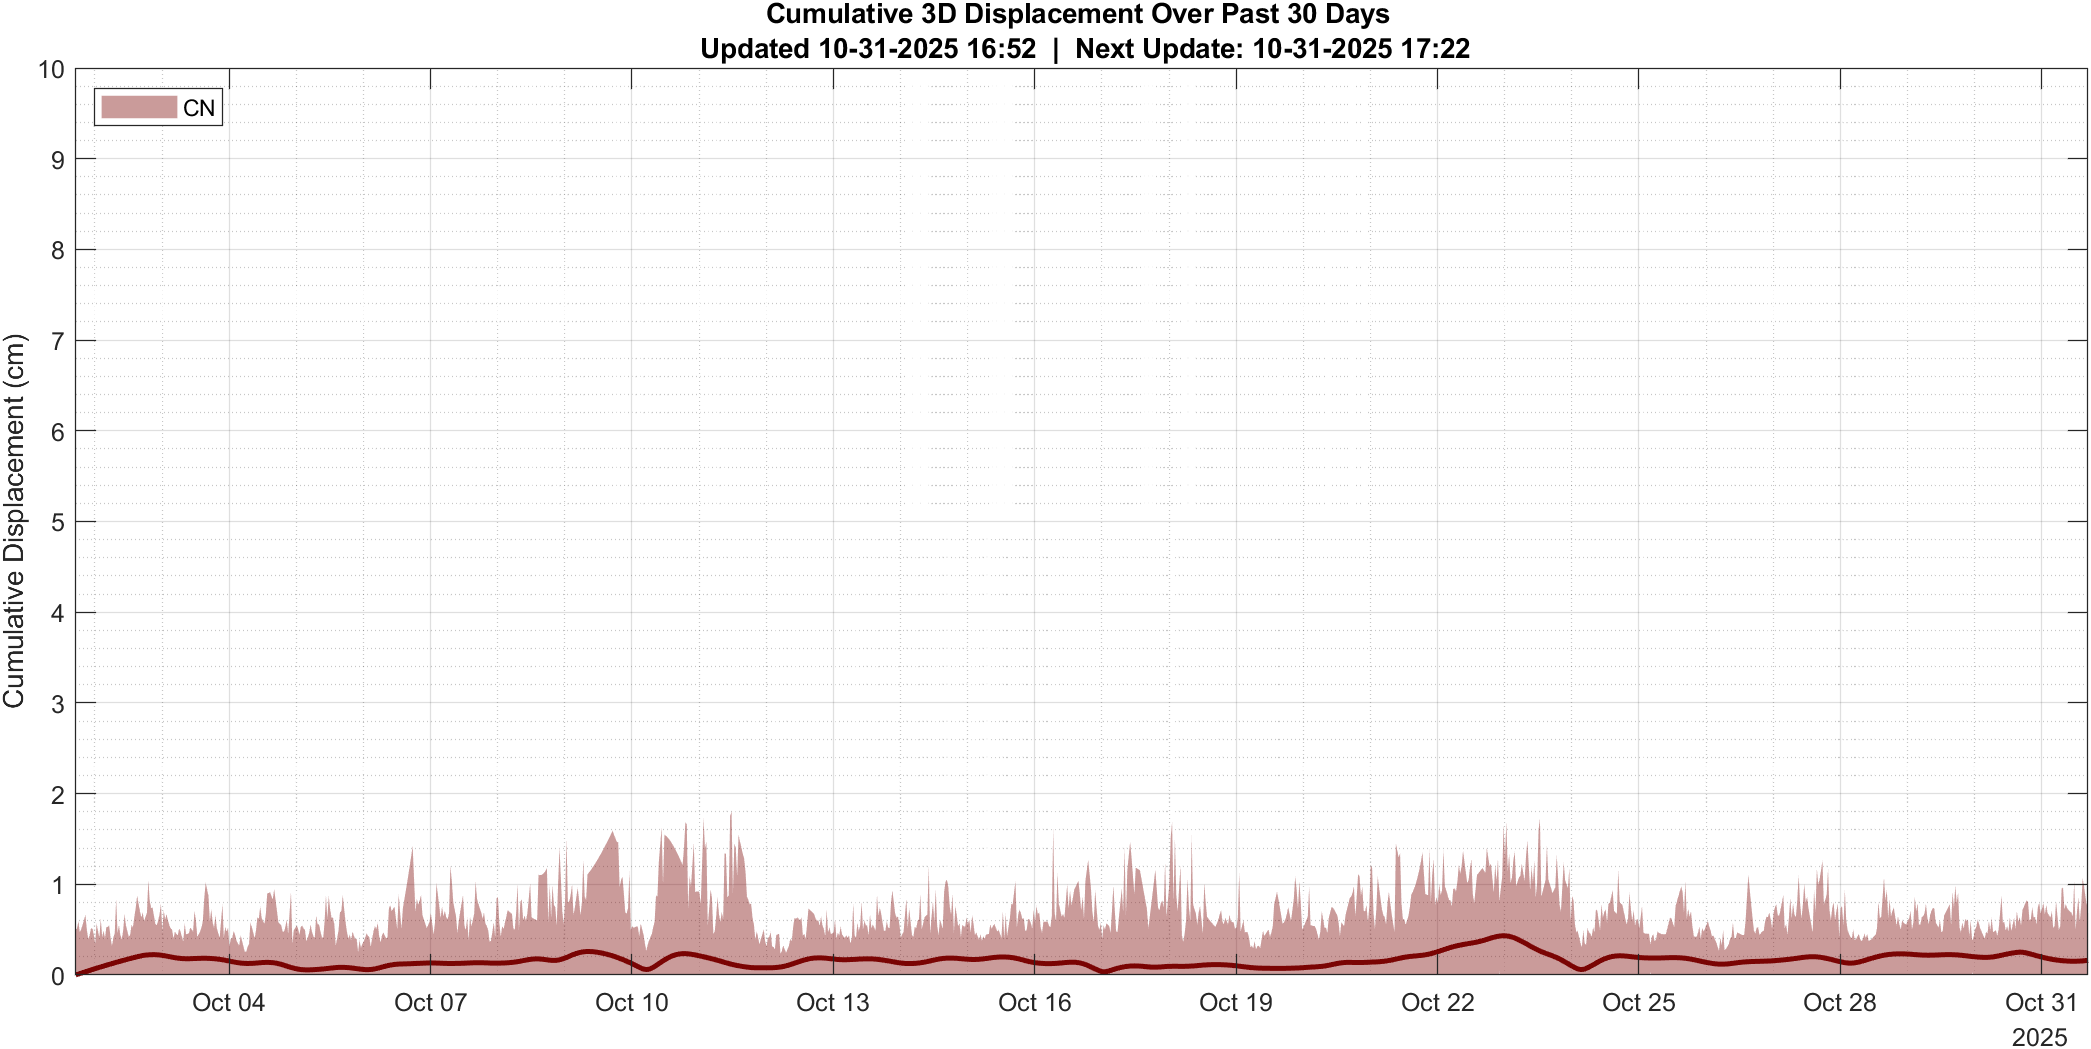 Cumulative 3D Displacement Over Past 30 Days
Updated 10-31-2025 16:52 | Next Update: 10-31-2025 17:22
CN
Cumulative Displacement (cm)
10
9
8
7
6
5
4
3
2
1
0
Oct 04 Oct 07 Oct 10 Oct 13 Oct 16 Oct 19 Oct 22 Oct 25 Oct 28 Oct 31
2025